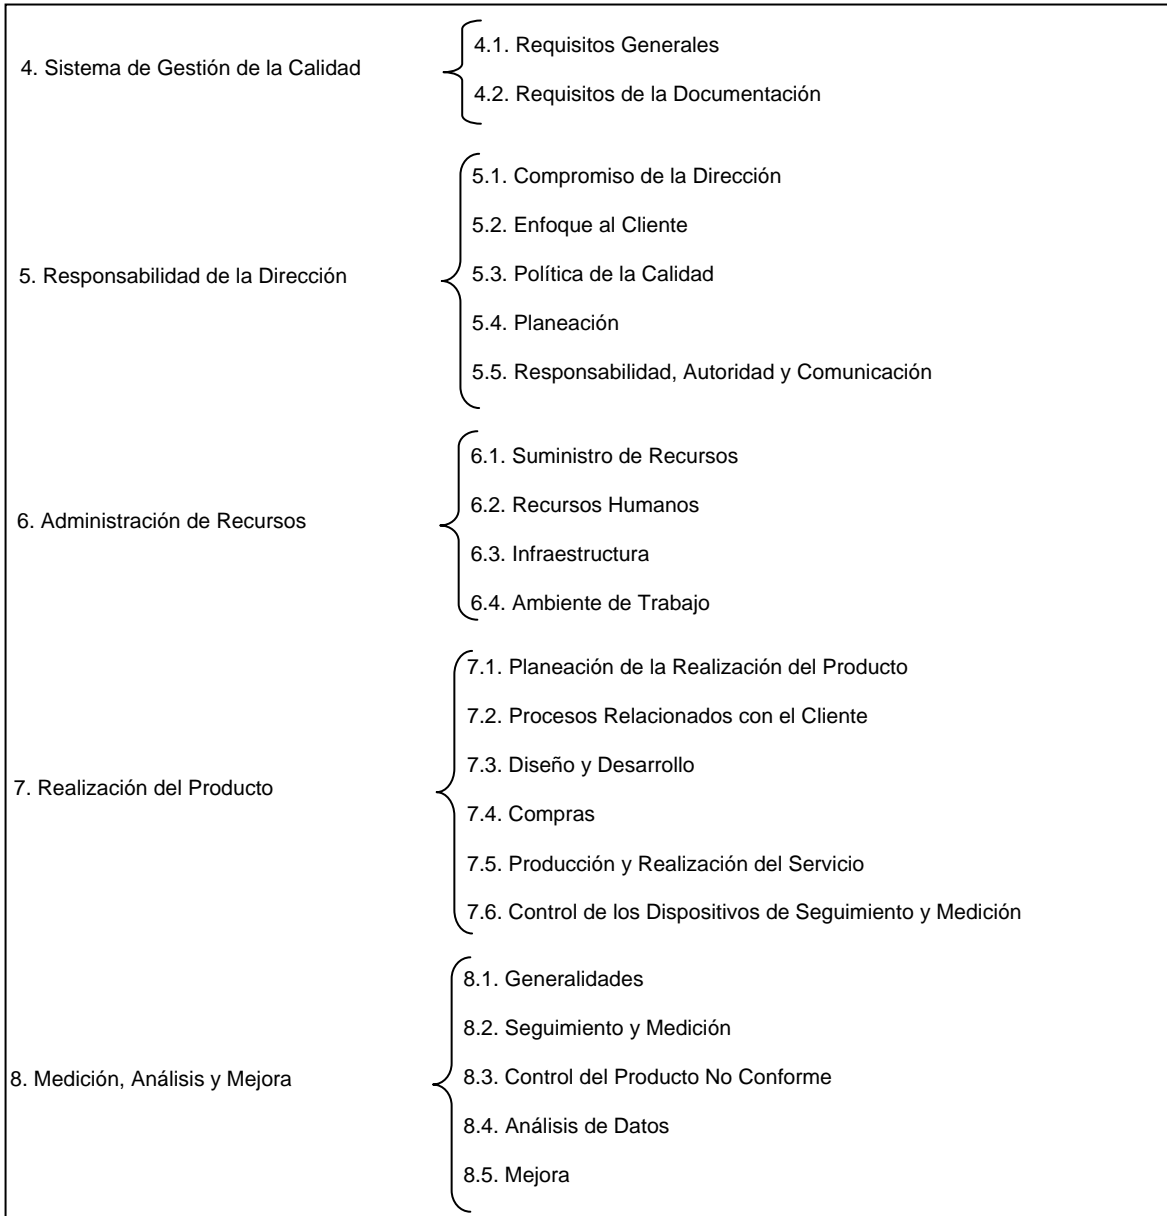 4. Sistema de Gestión de la Calidad
4.1. Requisitos Generales
4.2. Requisitos de la Documentación
5. Responsabilidad de la Dirección
5.1. Compromiso de la Dirección
5.2. Enfoque al Cliente
5.3. Política de la Calidad
5.4. Planeación
5.5. Responsabilidad, Autoridad y Comunicación
6. Administración de Recursos
6.1. Suministro de Recursos
6.2. Recursos Humanos
6.3. Infraestructura
6.4. Ambiente de Trabajo
7. Realización del Producto
7.1. Planeación de la Realización del Producto
7.2. Procesos Relacionados con el Cliente
7.3. Diseño y Desarrollo
7.4. Compras
7.5. Producción y Realización del Servicio
7.6. Control de los Dispositivos de Seguimiento y Medición
8. Medición, Análisis y Mejora
8.1. Generalidades
8.2. Seguimiento y Medición
8.3. Control del Producto No Conforme
8.4. Análisis de Datos
8.5. Mejora